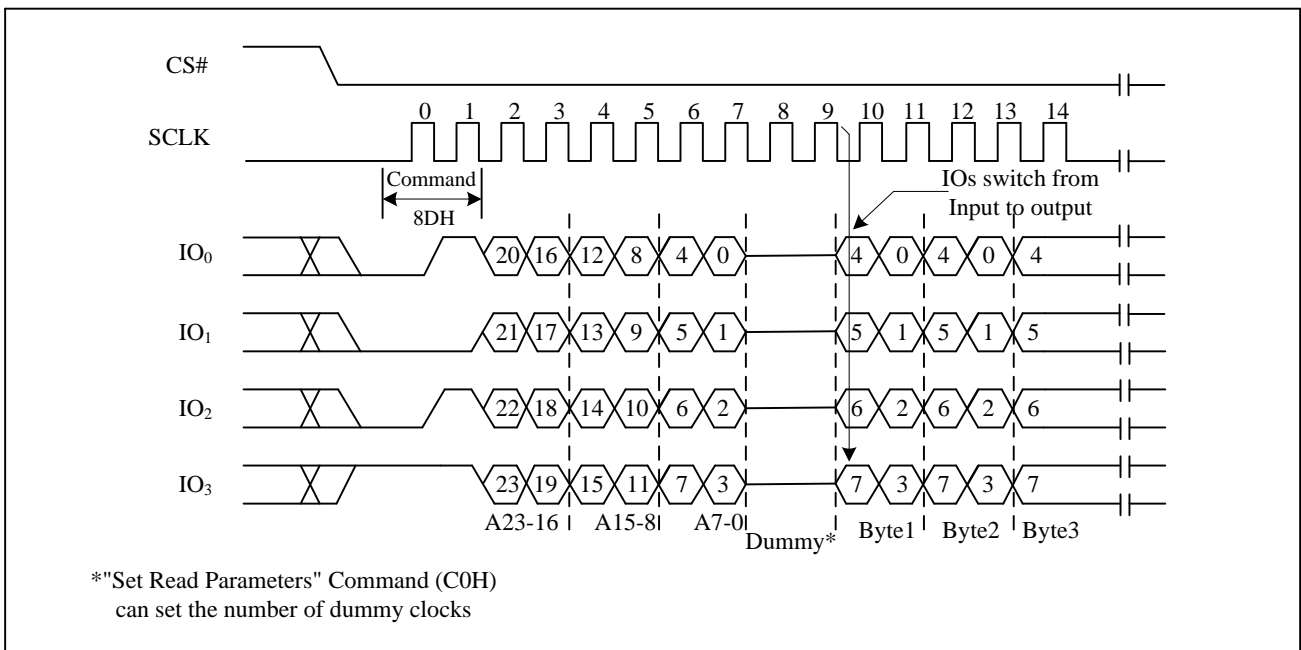 CS#
0 1 2 3 4 5 6 7 8 9 10 11 12 13 14
SCLK
Command
8DH
IOs switch from
Input to output
IO0 20 16 12 8 4 0 4 0 4 0 4
IO1 21 17 13 9 5 1 5 1 5 1 5
IO2 22 18 14 10 6 2 6 2 6 2 6
IO3 23 19 15 11 7 3 7 3 7 3 7
A23-16 A15-8 A7-0 Dummy* Byte1 Byte2 Byte3
*"Set Read Parameters" Command (C0H)
can set the number of dummy clocks